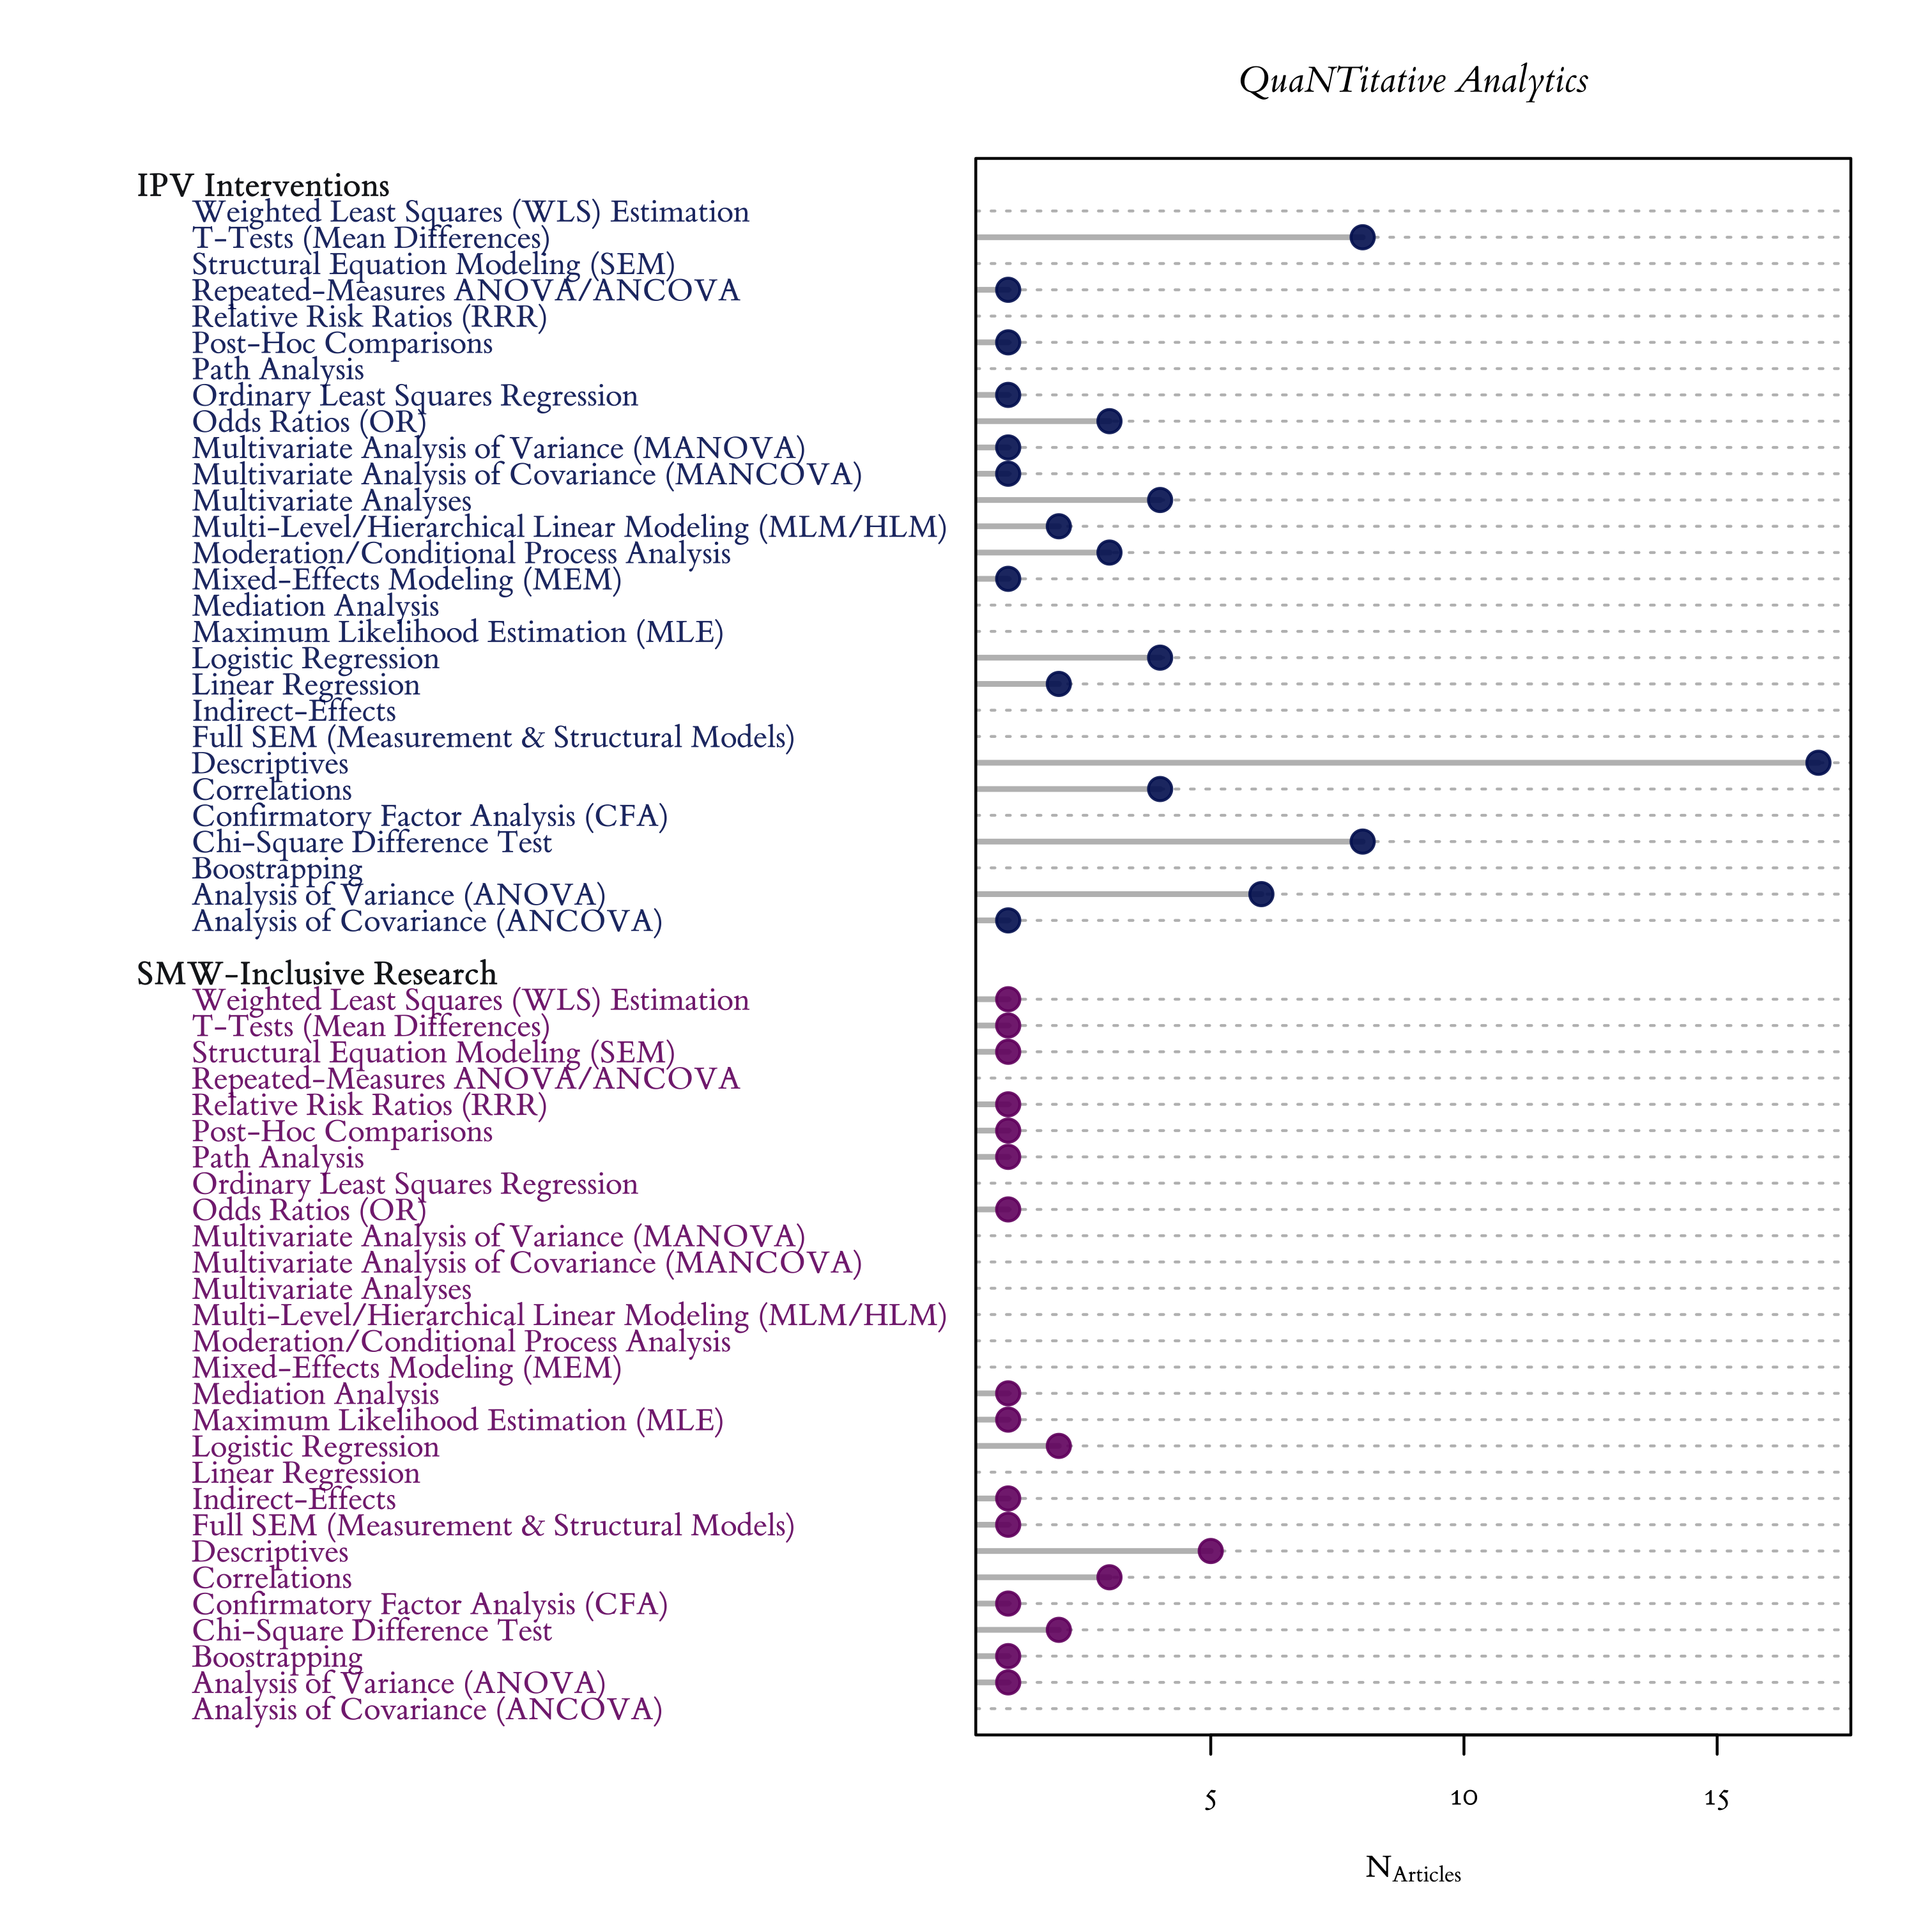 QuaNTitative Analytics
IPV Interventions
Weighted Least Squares (WLS) Estimation
T-Tests (Mean Differences)
Structural Equation Modeling (SEM)
Repeated-Measures ANOVA/ANCOVA
Relative Risk Ratios (RRR)
Post-Hoc Comparisons
Path Analysis
Ordinary Least Squares Regression
Odds Ratios (OR)
Multivariate Analysis of Variance (MANOVA)
Multivariate Analysis of Covariance (MANCOVA)
Multivariate Analyses
Multi-Level/Hierarchical Linear Modeling (MLM/HLM)
Moderation/Conditional Process Analysis
Mixed-Effects Modeling (MEM)
Mediation Analysis
Maximum Likelihood Estimation (MLE)
Logistic Regression
Linear Regression
Indirect-Effects
Full SEM (Measurement & Structural Models)
Descriptives
Correlations
Confirmatory Factor Analysis (CFA)
Chi-Square Difference Test
Boostrapping
Analysis of Variance (ANOVA)
Analysis of Covariance (ANCOVA)
SMW-Inclusive Research
Weighted Least Squares (WLS) Estimation
T-Tests (Mean Differences)
Structural Equation Modeling (SEM)
Repeated-Measures ANOVA/ANCOVA
Relative Risk Ratios (RRR)
Post-Hoc Comparisons
Path Analysis
Ordinary Least Squares Regression
Odds Ratios (OR)
Multivariate Analysis of Variance (MANOVA)
Multivariate Analysis of Covariance (MANCOVA)
Multivariate Analyses
Multi-Level/Hierarchical Linear Modeling (MLM/HLM)
Moderation/Conditional Process Analysis
Mixed-Effects Modeling (MEM)
Mediation Analysis
Maximum Likelihood Estimation (MLE)
Logistic Regression
Linear Regression
Indirect-Effects
Full SEM (Measurement & Structural Models)
Descriptives
Correlations
Confirmatory Factor Analysis (CFA)
Chi-Square Difference Test
Boostrapping
Analysis of Variance (ANOVA)
Analysis of Covariance (ANCOVA)
5 10 15
N Articles